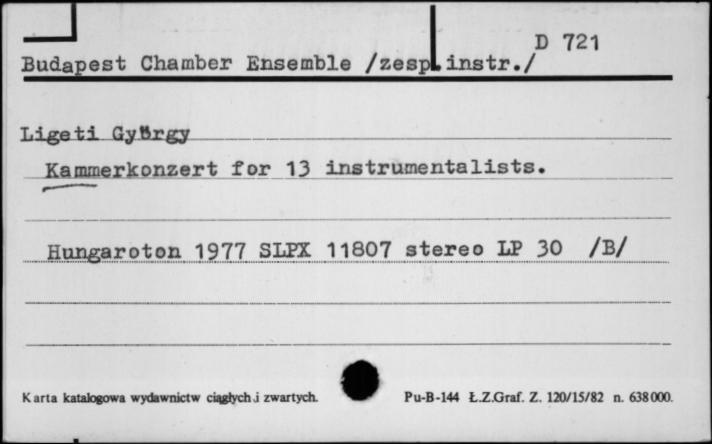 D 721
Budapest Chamber Ensemble /zesp.instr./
Ligeti György
Kammerkonzert for 13 instrumentalists.
Hungaroton 1977 SLPX 11807 stereo LP 30 /B/
Karta katalogowa wydawnictw ciągłych i zwartych. Pu-B-144 Ł.Z.Graf. Z. 120/15/82 n. 638000.